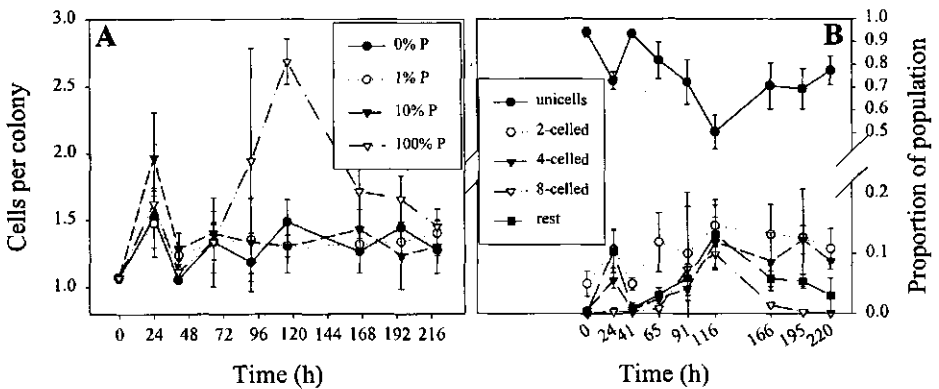 A
3.0
2.5
2.0
1.5
1.0
Cells per colony
0% P
1% P
10% P
100% P
0 24 48 72 96 120 144 168 192 216
Time (h)
B
unicells
2-celled
4-celled
8-celled
rest
1.0
0.9
0.8
0.7
0.6
0.5
0.2
0.1
0.0
Proportion of population
0 24 41 65 91 116 166 195 220
Time (h)